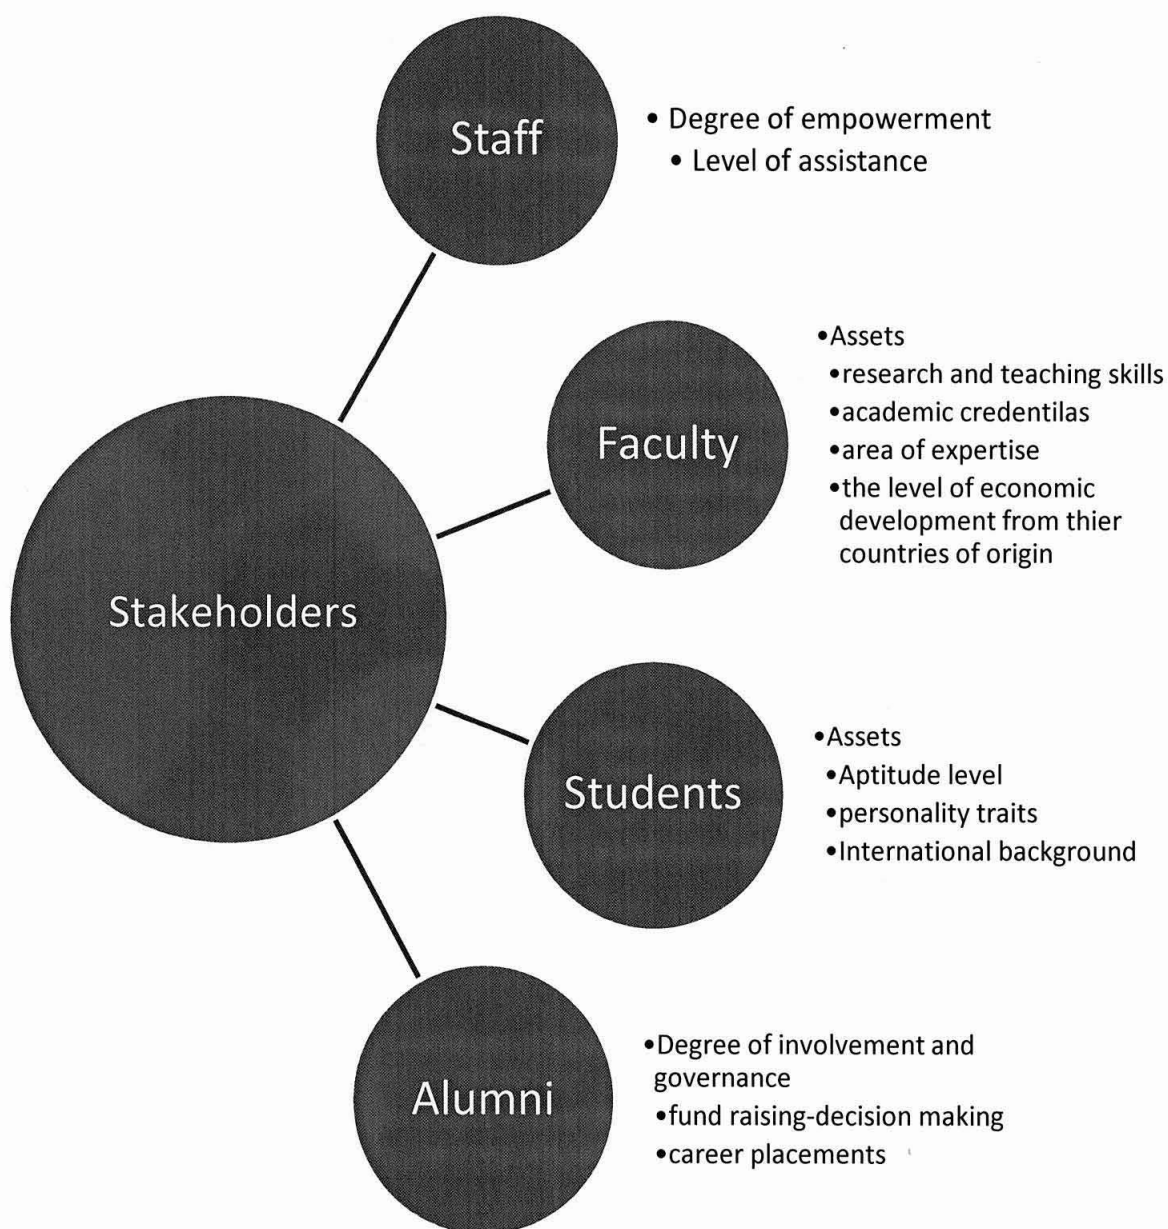 Staff
• Degree of empowerment
• Level of assistance
Faculty
•Assets
•research and teaching skills
•academic credentilas
•area of expertise
•the level of economic
development from thier
countries of origin
Stakeholders
Students
•Assets
•Aptitude level
•personality traits
•International background
Alumni
•Degree of involvement and
governance
•fund raising-decision making
•career placements